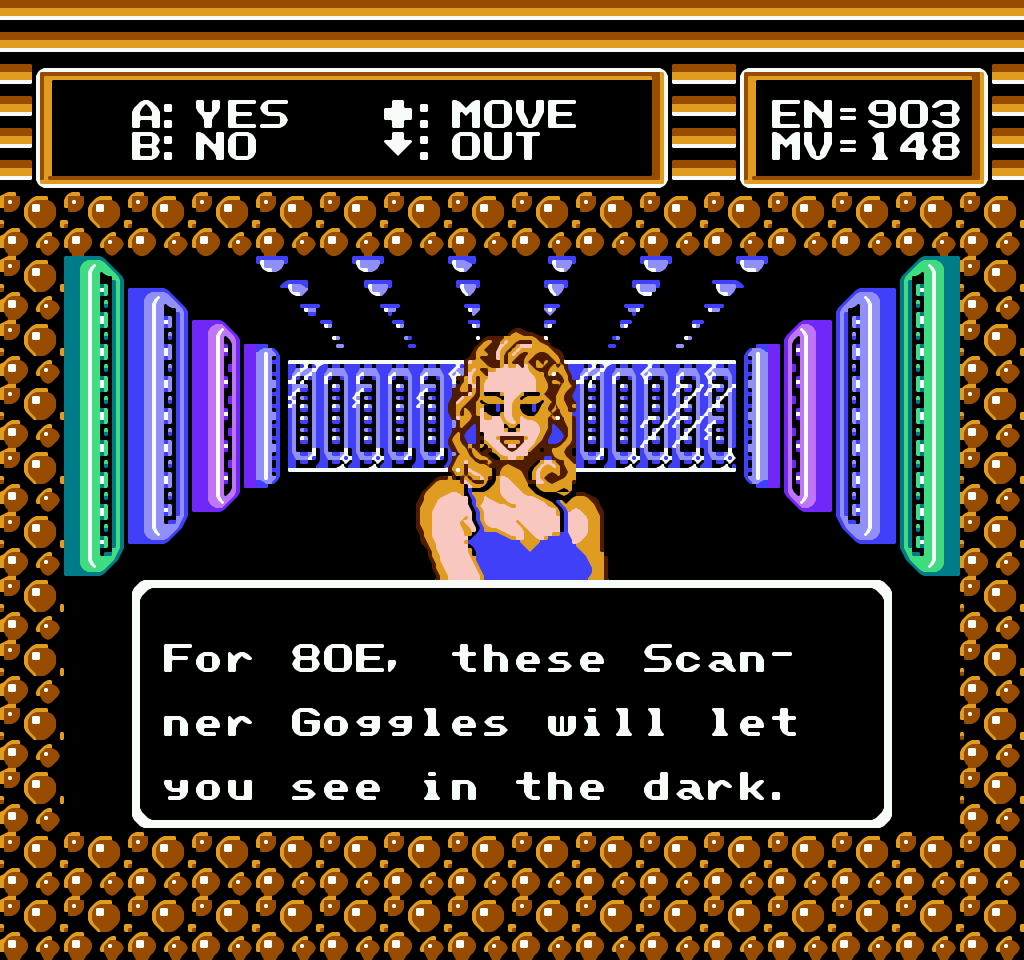 A: YES ✚: MOVE
B: NO ⬇: OUT
EN=903
MV=148
For 80E, these Scan-
ner Goggles will let
you see in the dark.